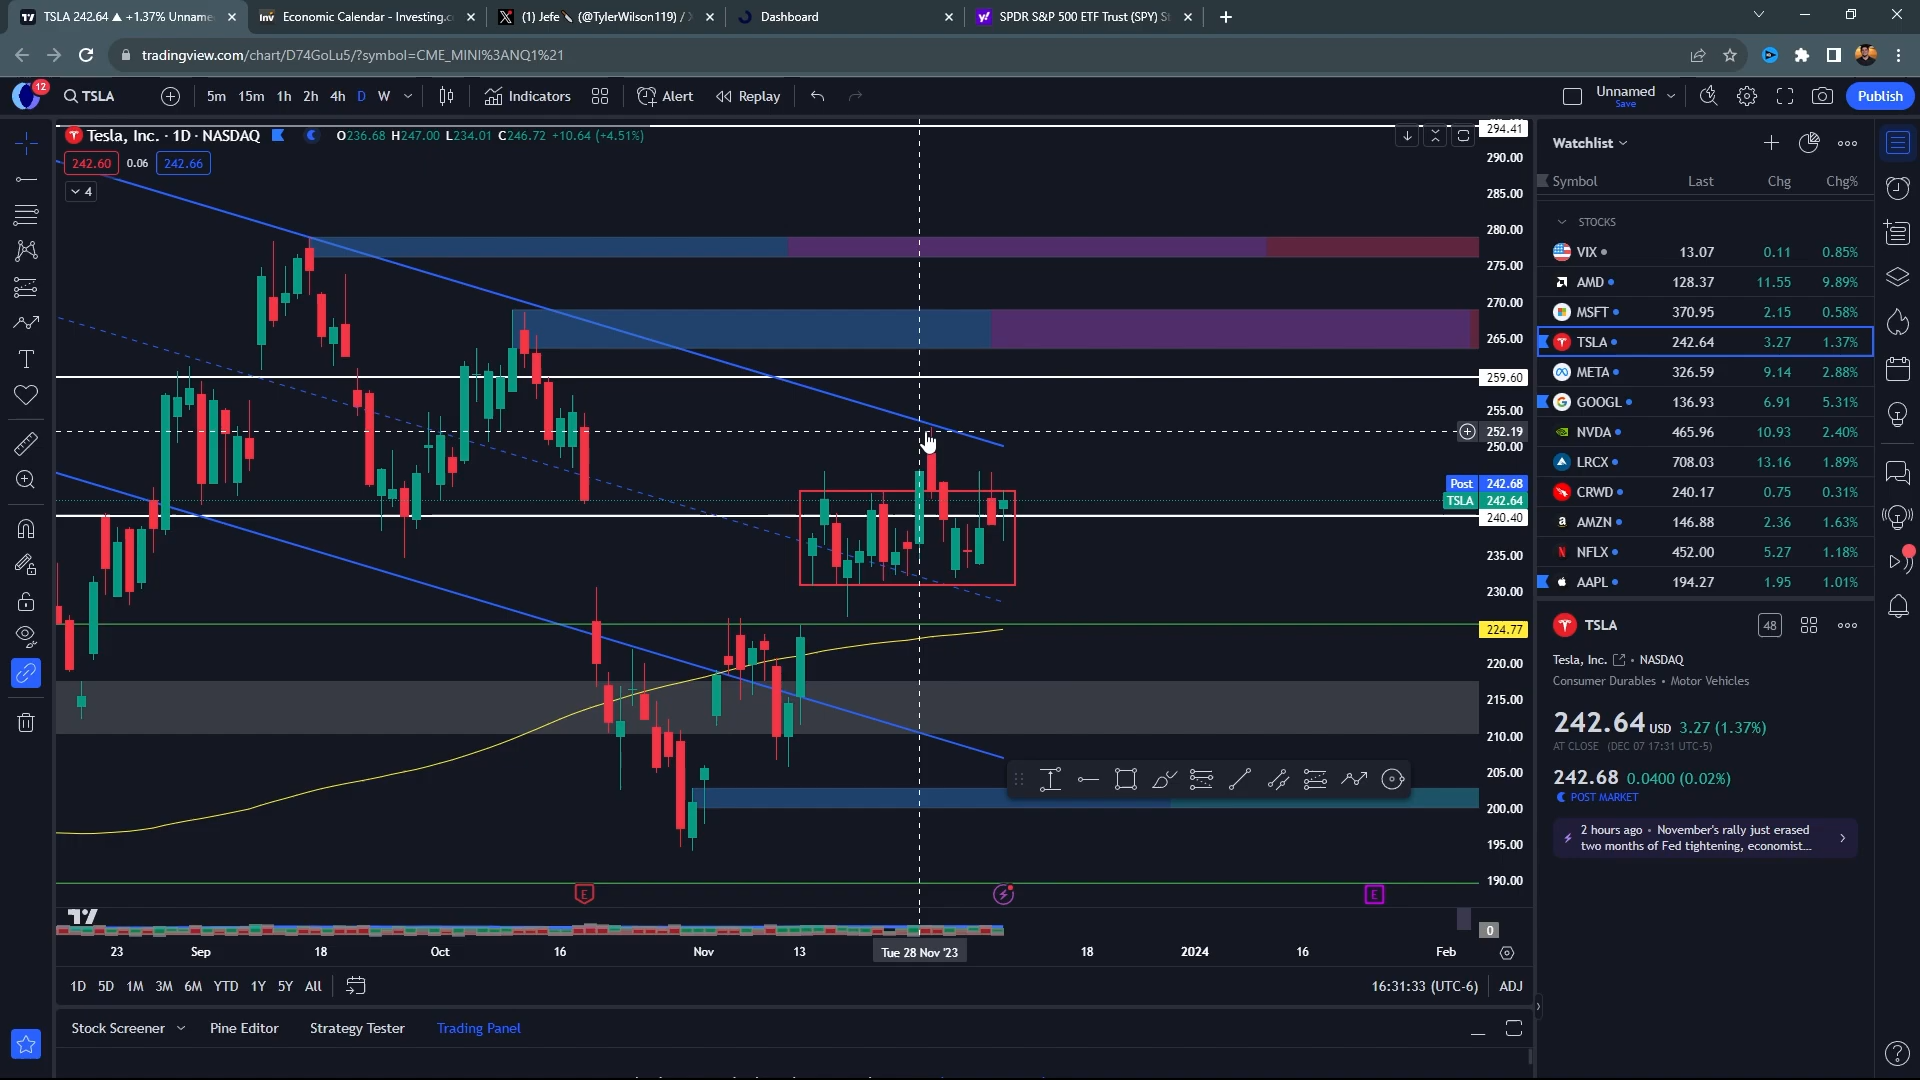 TSLA 242.64 ▲ +1.37% Unname
Economic Calendar - Investing.c
(1) Jefe (@TylerWilson119) / X
Dashboard
SPDR S&P 500 ETF Trust (SPY) S
tradingview.com/chart/D74GoLu5/?symbol=CME_MINI%3ANQ1%21
12
TSLA
5m 15m 1h 2h 4h D W
Indicators
Alert
Replay
Unnamed
Save
Publish
Tesla, Inc. · 1D · NASDAQ
O236.68 H247.00 L234.01 C246.72 +10.64 (+4.51%)
242.60 0.06 242.66
4
294.41
290.00
285.00
280.00
275.00
270.00
265.00
259.60
255.00
252.19
250.00
Post 242.68
TSLA 242.64
240.40
235.00
230.00
224.77
220.00
215.00
210.00
205.00
200.00
195.00
190.00
E
E
0
23 Sep 18 Oct 16 Nov 13 Tue 28 Nov '23 18 2024 16 Feb
1D 5D 1M 3M 6M YTD 1Y 5Y All
16:31:33 (UTC-6) ADJ
Stock Screener Pine Editor Strategy Tester Trading Panel
Watchlist
Symbol Last Chg Chg%
STOCKS
VIX 13.07 0.11 0.85%
AMD 128.37 11.55 9.89%
MSFT 370.95 2.15 0.58%
TSLA 242.64 3.27 1.37%
META 326.59 9.14 2.88%
GOOGL 136.93 6.91 5.31%
NVDA 465.96 10.93 2.40%
LRCX 708.03 13.16 1.89%
CRWD 240.17 0.75 0.31%
AMZN 146.88 2.36 1.63%
NFLX 452.00 5.27 1.18%
AAPL 194.27 1.95 1.01%
TSLA
48
Tesla, Inc. • NASDAQ
Consumer Durables • Motor Vehicles
242.64 USD 3.27 (1.37%)
AT CLOSE (DEC 07 17:31 UTC-5)
242.68 0.0400 (0.02%)
POST MARKET
2 hours ago • November's rally just erased
two months of Fed tightening, economist...